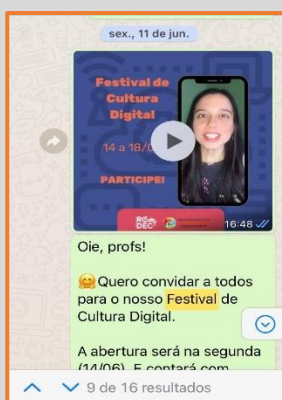 sex., 11 de jun.
Festival de
Cultura
Digital
14 a 18/
PARTICIPE!
16:48
Oie, profs!
🤗Quero convidar a todos
para o nosso Festival de
Cultura Digital.
A abertura será na segunda
(14/06). E contará com
9 de 16 resultados